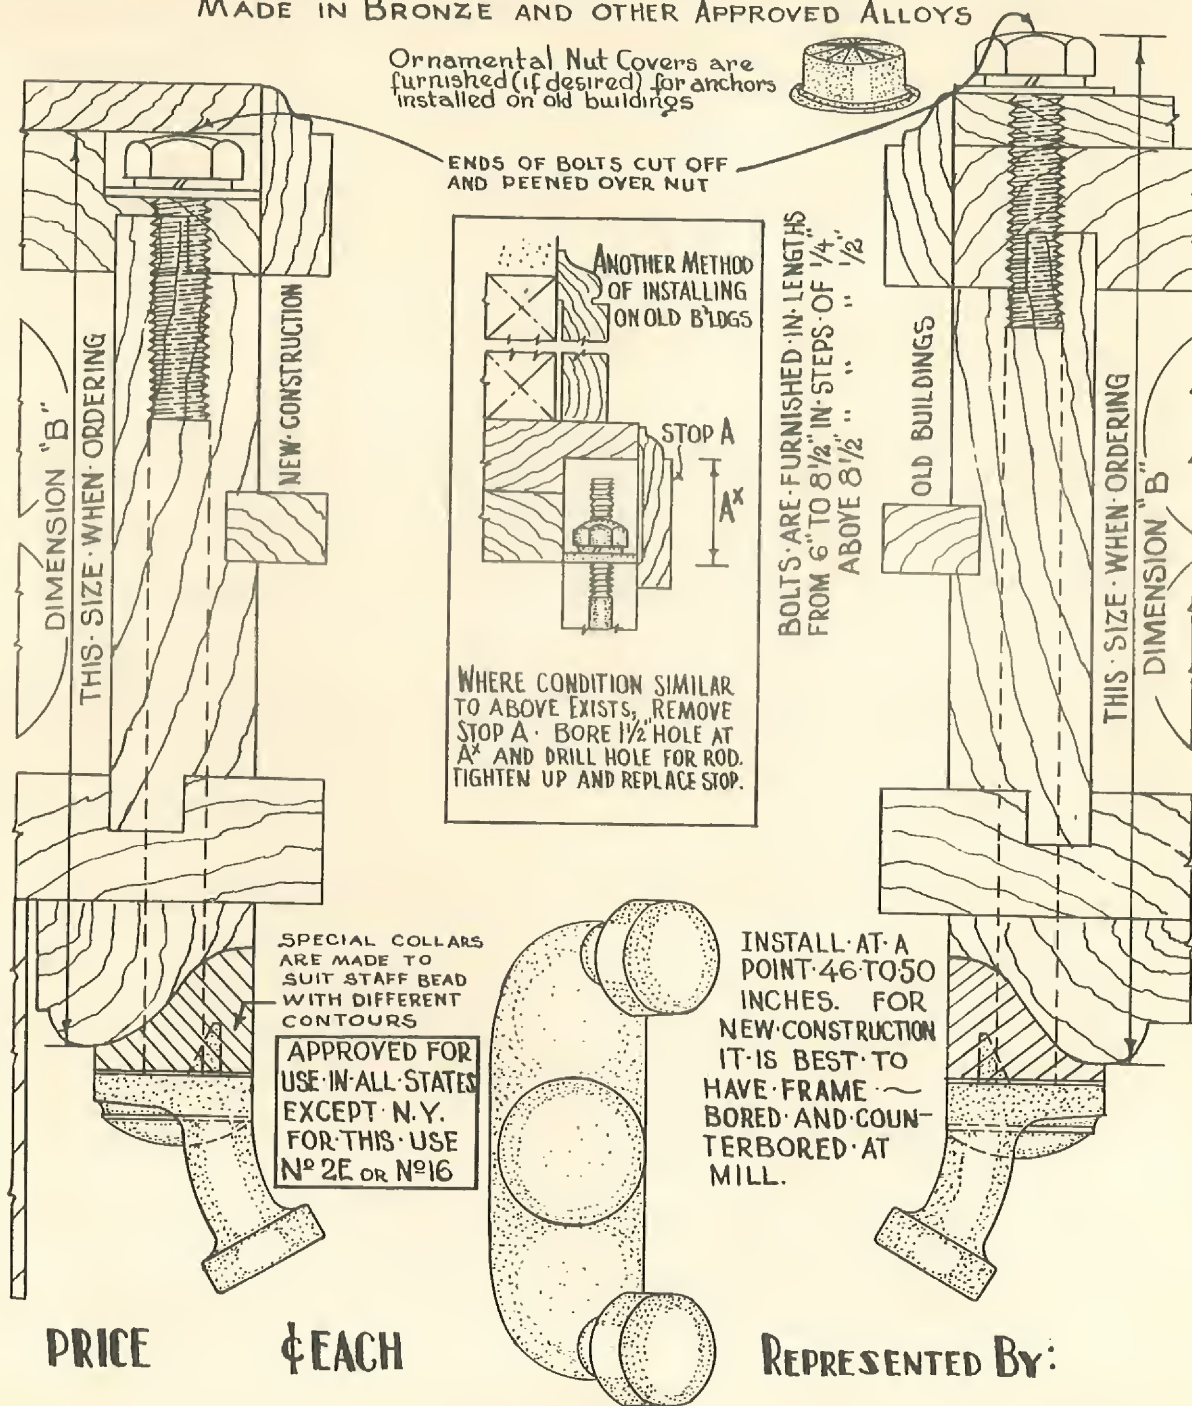 MADE IN BRONZE AND OTHER APPROVED ALLOYS
Ornamental Nut Covers are
furnished (if desired) for anchors
installed on old buildings
ENDS OF BOLTS CUT OFF
AND PEENED OVER NUT
DIMENSION "B"
THIS·SIZE·WHEN·ORDERING
NEW·CONSTRUCTION
ANOTHER METHOD
OF INSTALLING
ON OLD B'LDGS
STOP A
Aˣ
WHERE CONDITION SIMILAR
TO ABOVE EXISTS, REMOVE
STOP A· BORE 1½" HOLE AT
Aˣ AND DRILL HOLE FOR ROD.
TIGHTEN UP AND REPLACE STOP.
BOLTS·ARE·FURNISHED·IN·LENGTHS
FROM 6" TO 8½" IN·STEPS·OF 1/4"
ABOVE 8½" " " " 1/2"
OLD BUILDINGS
THIS·SIZE·WHEN·ORDERING
DIMENSION "B"
SPECIAL COLLARS
ARE MADE TO
SUIT STAFF BEAD
WITH DIFFERENT
CONTOURS
APPROVED FOR
USE·IN·ALL·STATES
EXCEPT·N.Y.
FOR·THIS·USE
Nº 2E OR Nº16
INSTALL·AT·A
POINT·46·TO50
INCHES. FOR
NEW·CONSTRUCTION
IT·IS BEST·TO
HAVE·FRAME·~
BORED·AND·COUN-
TERBORED·AT
MILL.
PRICE ¢ EACH
REPRESENTED BY: